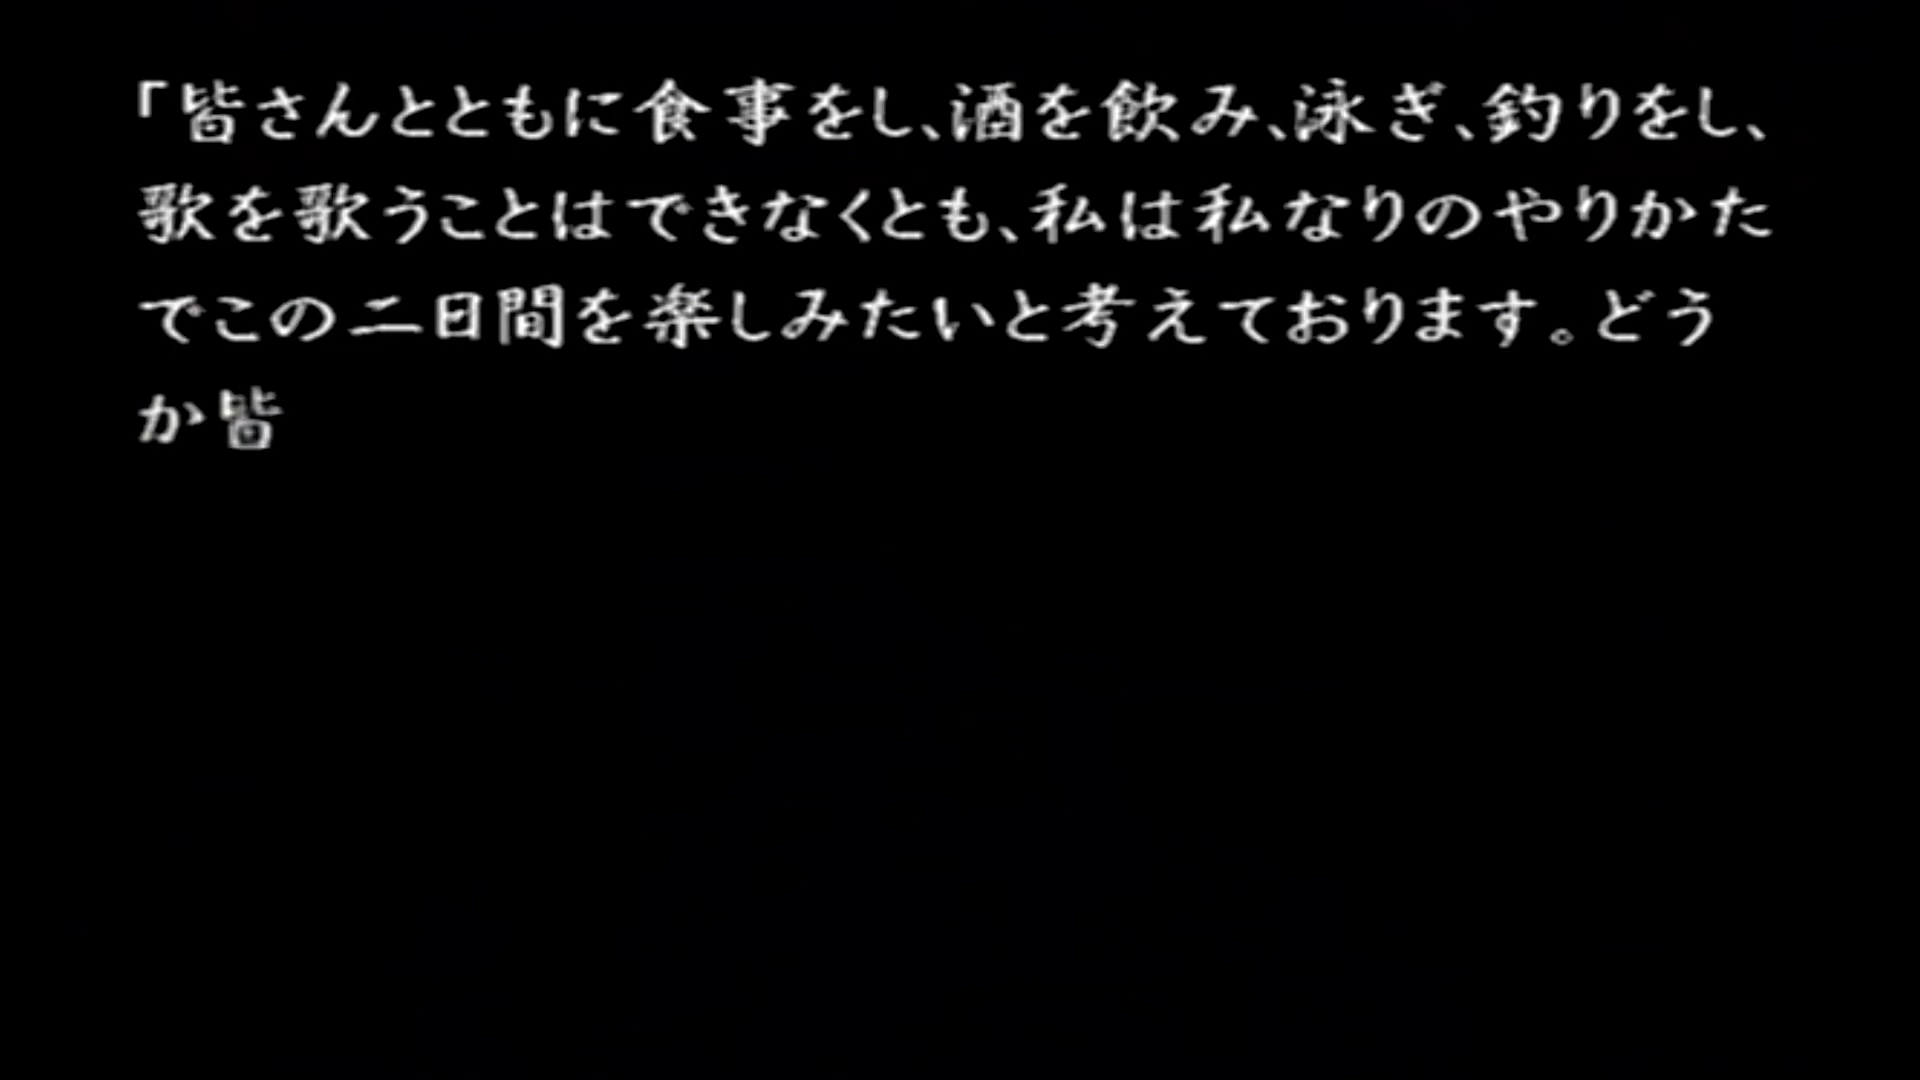 「皆さんとともに食事をし、酒を飲み、泳ぎ、釣りをし、
歌を歌うことはできなくとも、私は私なりのやりかた
でこの二日間を楽しみたいと考えております。どう
か皆